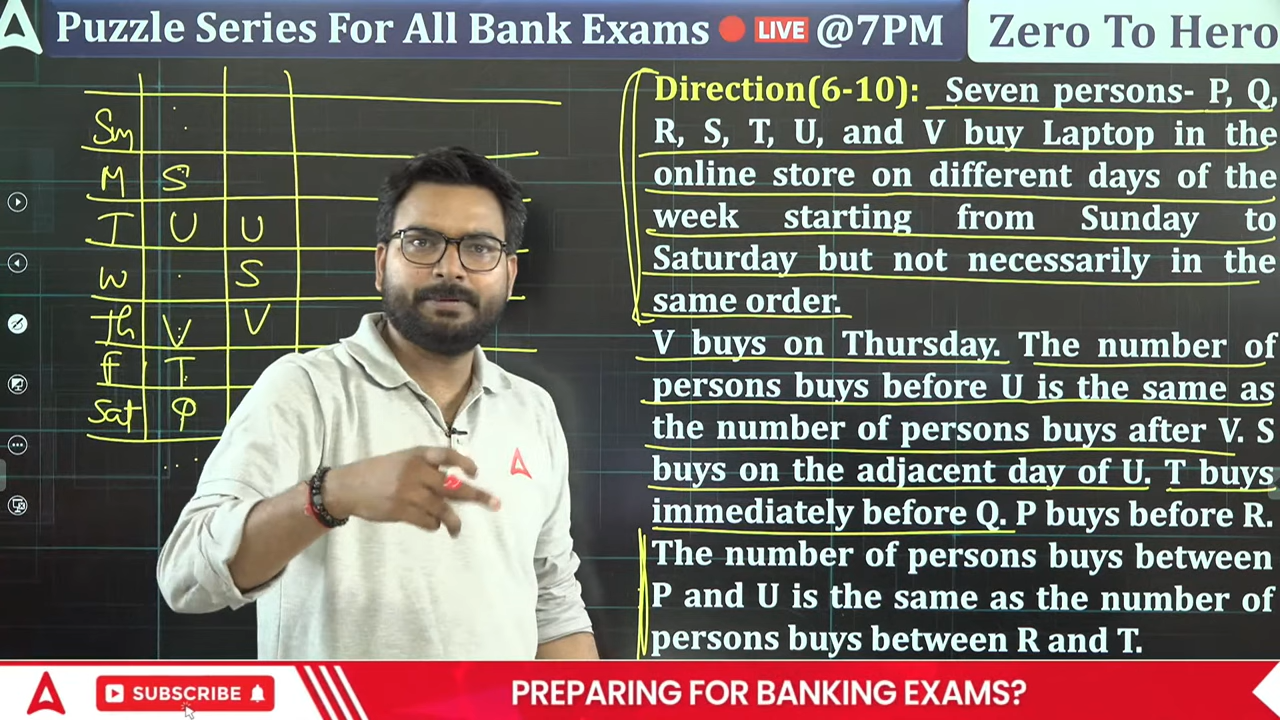 Puzzle Series For All Bank Exams LIVE @7PM
Zero To Hero
Sun
M S
T U U
W S
Th V V
F T
Sat Q
Direction(6-10): Seven persons- P, Q,
R, S, T, U, and V buy Laptop in the
online store on different days of the
week starting from Sunday to
Saturday but not necessarily in the
same order.
V buys on Thursday. The number of
persons buys before U is the same as
the number of persons buys after V. S
buys on the adjacent day of U. T buys
immediately before Q. P buys before R.
The number of persons buys between
P and U is the same as the number of
persons buys between R and T.
SUBSCRIBE
PREPARING FOR BANKING EXAMS?